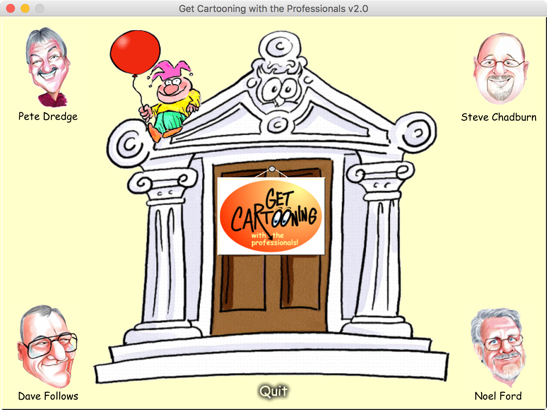 Get Cartooning with the Professionals v2.0
Pete Dredge
Steve Chadburn
GET
CARTOONING
with the
professionals!
Dave Follows
Noel Ford
Quit